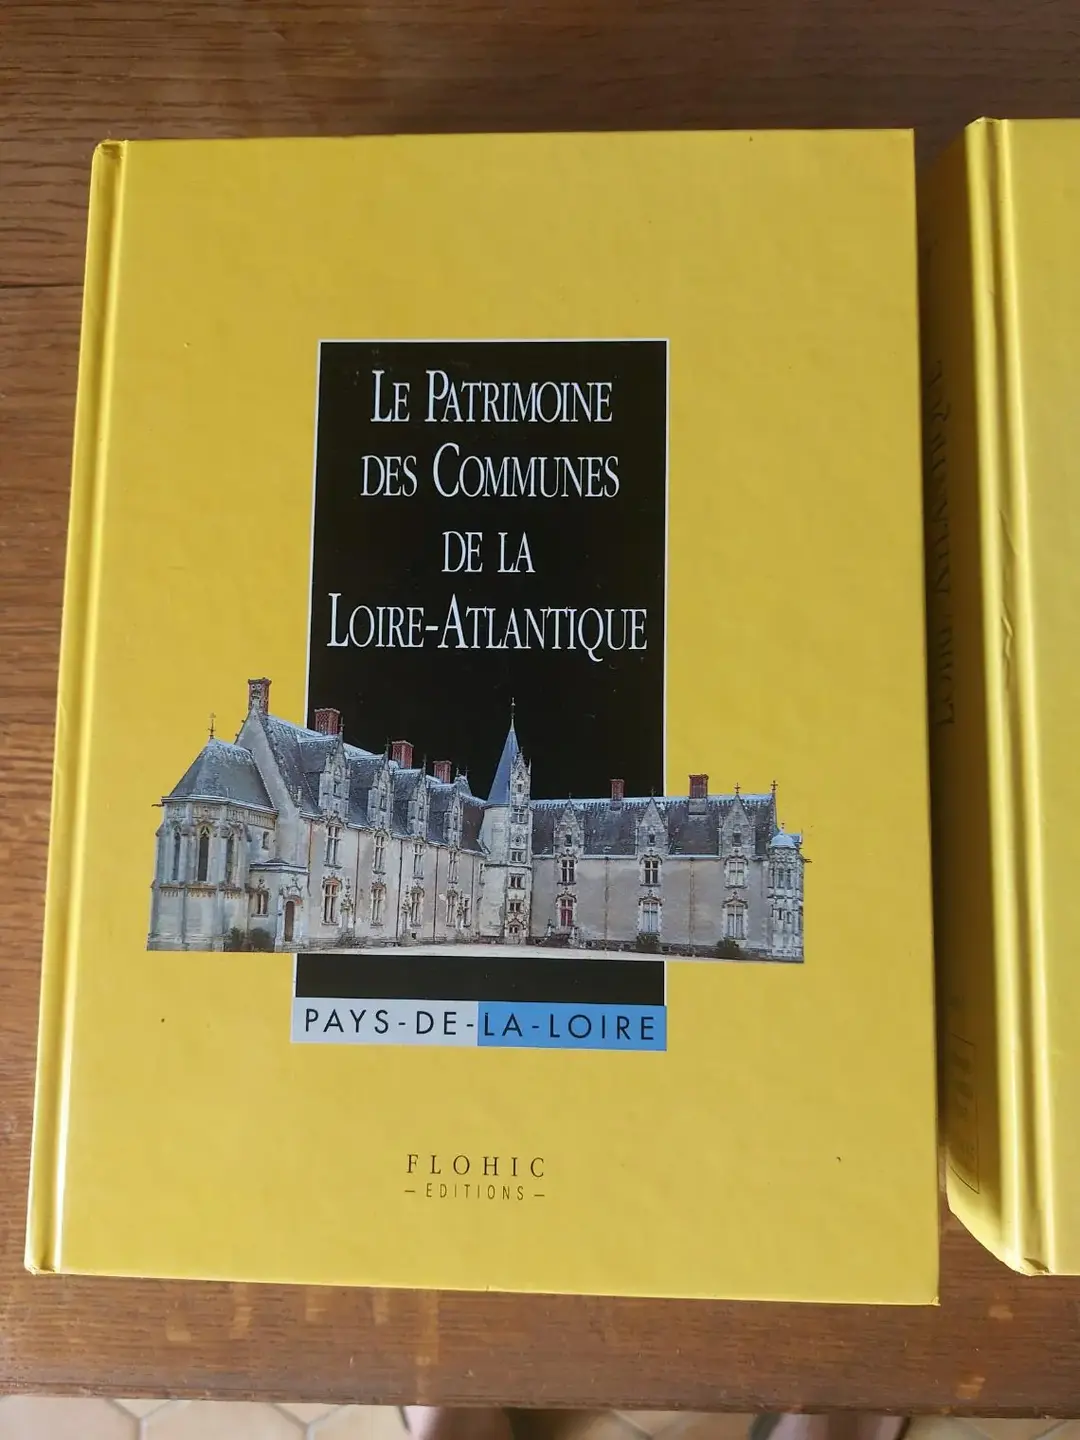 LE PATRIMOINE
DES COMMUNES
DE LA
LOIRE-ATLANTIQUE
PAYS-DE-LA-LOIRE
FLOHIC
– EDITIONS –